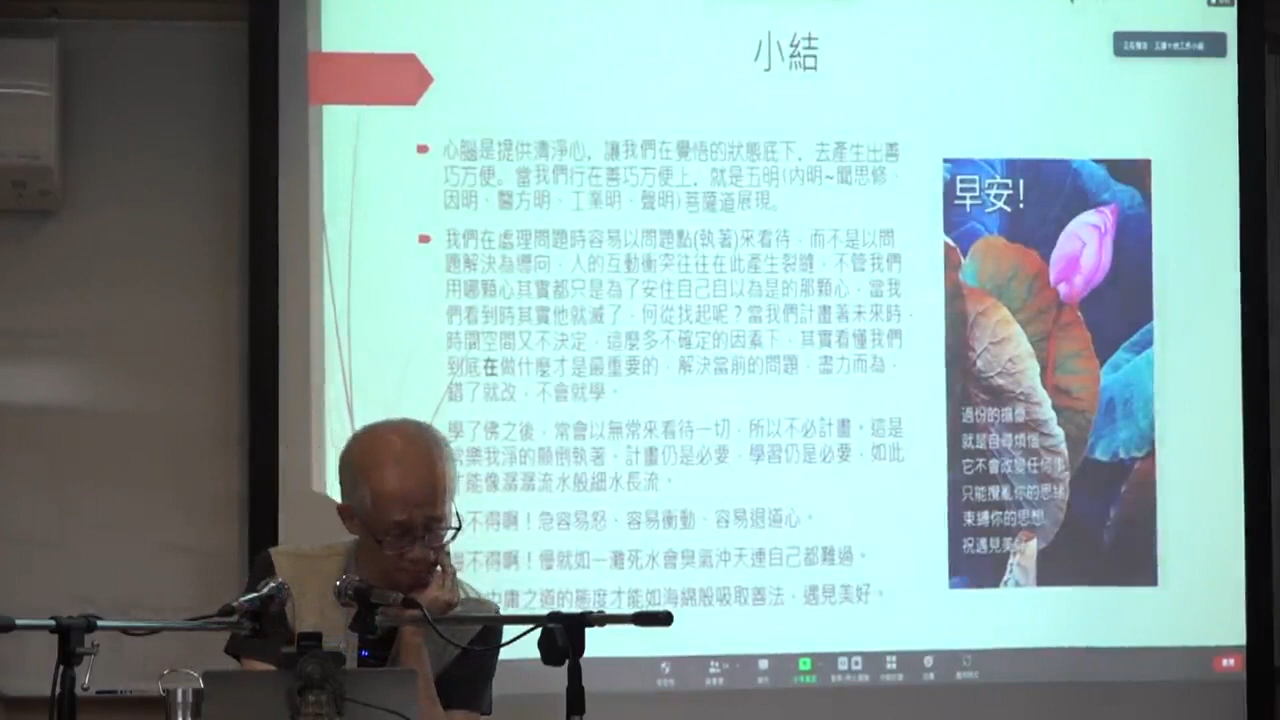 小結
心腦是提供清淨心，讓我們在覺悟的狀態底下，去產生出善
巧方便。當我們行在善巧方便上，就是五明(內明~聞思修、
因明、醫方明、工業明、聲明)菩薩道展現。
我們在處理問題時容易以問題點(執著)來看待，而不是以問
題解決為導向，人的互動衝突往往在此產生裂縫，不管我們
用哪顆心其實都只是為了安住自己自以為是的那顆心，當我
們看到時其實他就滅了，何從找起呢？當我們計畫著未來時，
時間空間又不決定，這麼多不確定的因素下，其實看懂我們
到底在做什麼才是最重要的，解決當前的問題，盡力而為，
錯了就改，不會就學。
學了佛之後，常會以無常來看待一切，所以不必計畫。這是
常樂我淨的顛倒執著。計畫仍是必要，學習仍是必要，如此
才能像潺潺流水般細水長流。
不得啊！急容易怒、容易衝動、容易退道心。
不得啊！慢就如一灘死水會臭氣沖天連自己都難過。
中庸之道的態度才能如海綿般吸取善法，遇見美好。
早安!
過份的擔憂
就是自尋煩惱
它不會改變任何事
只能攪亂你的思緒
束縛你的思想
祝遇見美好